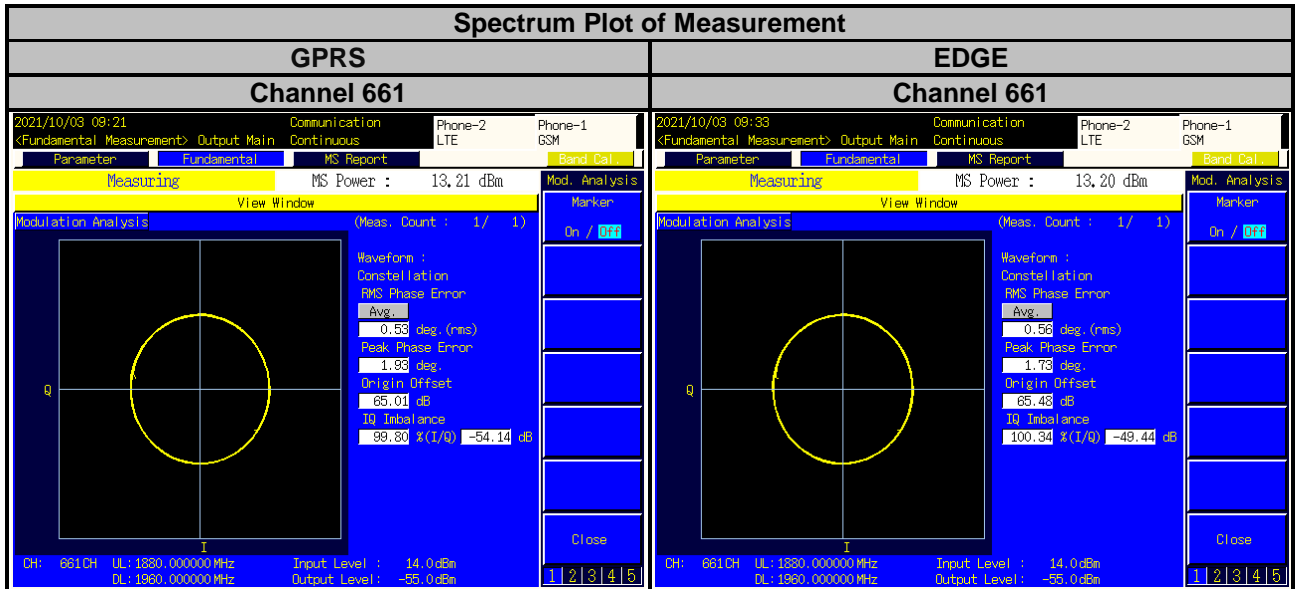 Spectrum Plot of Measurement
GPRS
EDGE
Channel 661
Channel 661
2021/10/03 09:21 Communication Phone-2 Phone-1
<Fundamental Measurement> Output Main Continuous LTE GSM
Parameter Fundamental MS Report Band Cal.
Measuring MS Power : 13.21 dBm Mod. Analysis
View Window Marker
Modulation Analysis (Meas. Count : 1/ 1) On / Off
Waveform :
Constellation
RMS Phase Error
Avg.
0.53 deg.(rms)
Peak Phase Error
1.93 deg.
Q Origin Offset
65.01 dB
IQ Imbalance
99.80 %(I/Q) -54.14 dB
I
Close
CH: 661CH UL:1880.000000MHz Input Level : 14.0dBm
DL:1960.000000MHz Output Level: -55.0dBm 1 2 3 4 5
2021/10/03 09:33 Communication Phone-2 Phone-1
<Fundamental Measurement> Output Main Continuous LTE GSM
Parameter Fundamental MS Report Band Cal.
Measuring MS Power : 13.20 dBm Mod. Analysis
View Window Marker
Modulation Analysis (Meas. Count : 1/ 1) On / Off
Waveform :
Constellation
RMS Phase Error
Avg.
0.56 deg.(rms)
Peak Phase Error
1.73 deg.
Q Origin Offset
65.48 dB
IQ Imbalance
100.34 %(I/Q) -49.44 dB
I
Close
CH: 661CH UL:1880.000000MHz Input Level : 14.0dBm
DL:1960.000000MHz Output Level: -55.0dBm 1 2 3 4 5